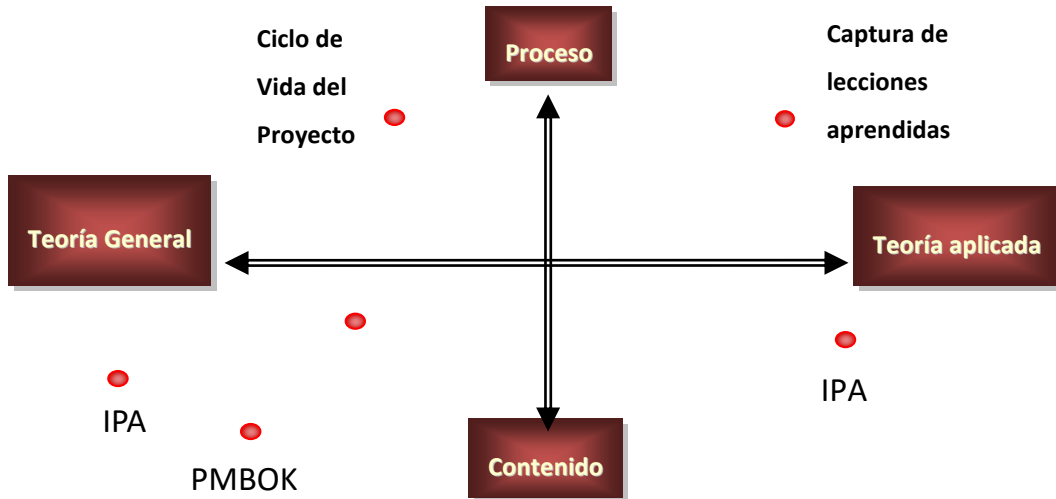 Ciclo de
Vida del
Proyecto
Proceso
Captura de
lecciones
aprendidas
Teoría General
Teoría aplicada
IPA
PMBOK
Contenido
IPA